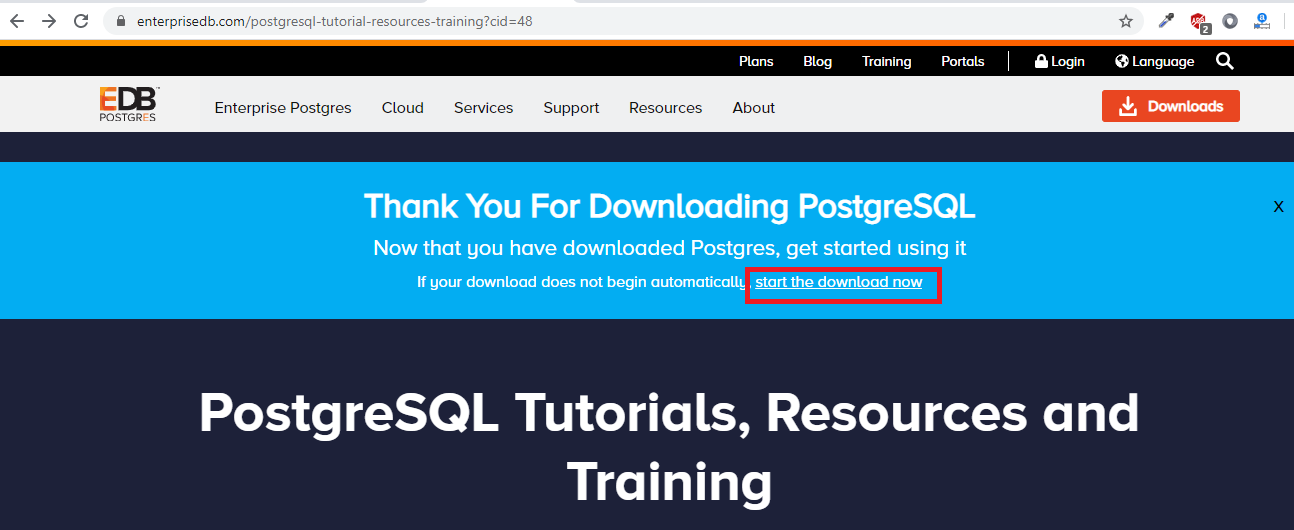 enterprisedb.com/postgresql-tutorial-resources-training?cid=48
2
Plans Blog Training Portals Login Language
EDB
POSTGRES
Enterprise Postgres Cloud Services Support Resources About Downloads
Thank You For Downloading PostgreSQL
X
Now that you have downloaded Postgres, get started using it
If your download does not begin automatically, start the download now
PostgreSQL Tutorials, Resources and
Training